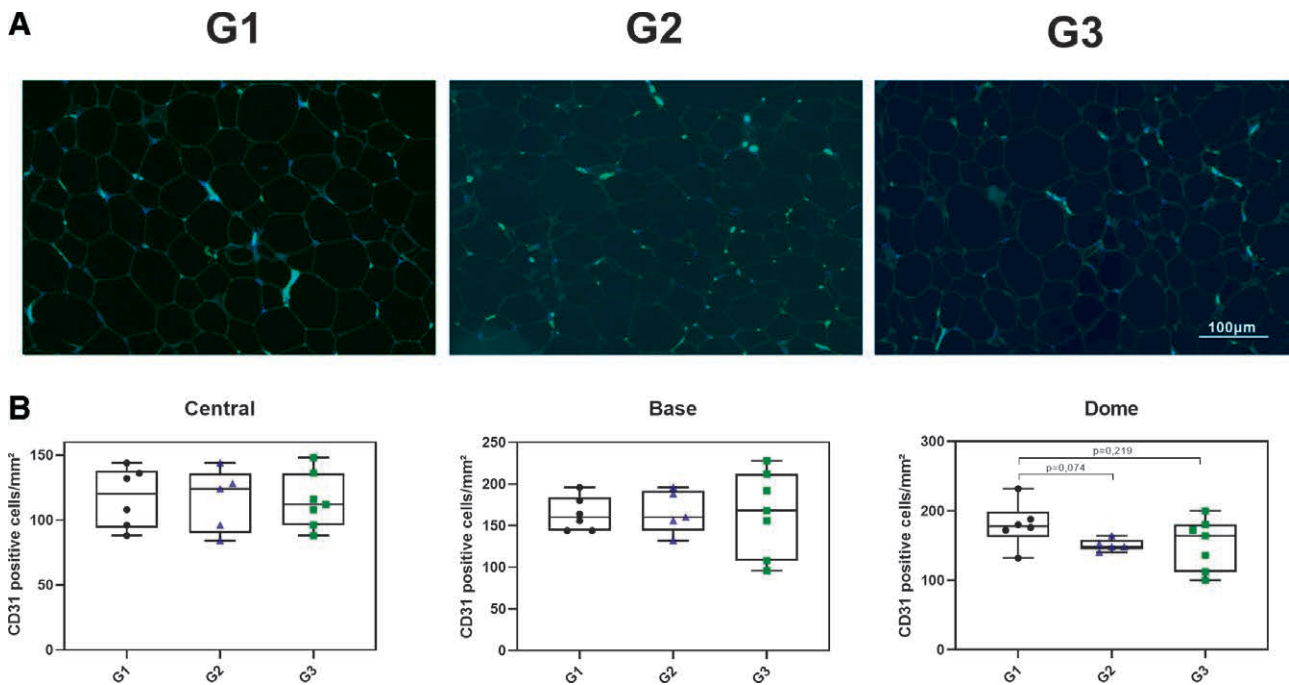 A
G1
G2
G3
100µm
B
Central
CD31 positive cells/mm²
150
100
50
0
G1
G2
G3
Base
CD31 positive cells/mm²
250
200
150
100
50
0
G1
G2
G3
Dome
CD31 positive cells/mm²
300
200
100
0
p=0,219
p=0,074
G1
G2
G3